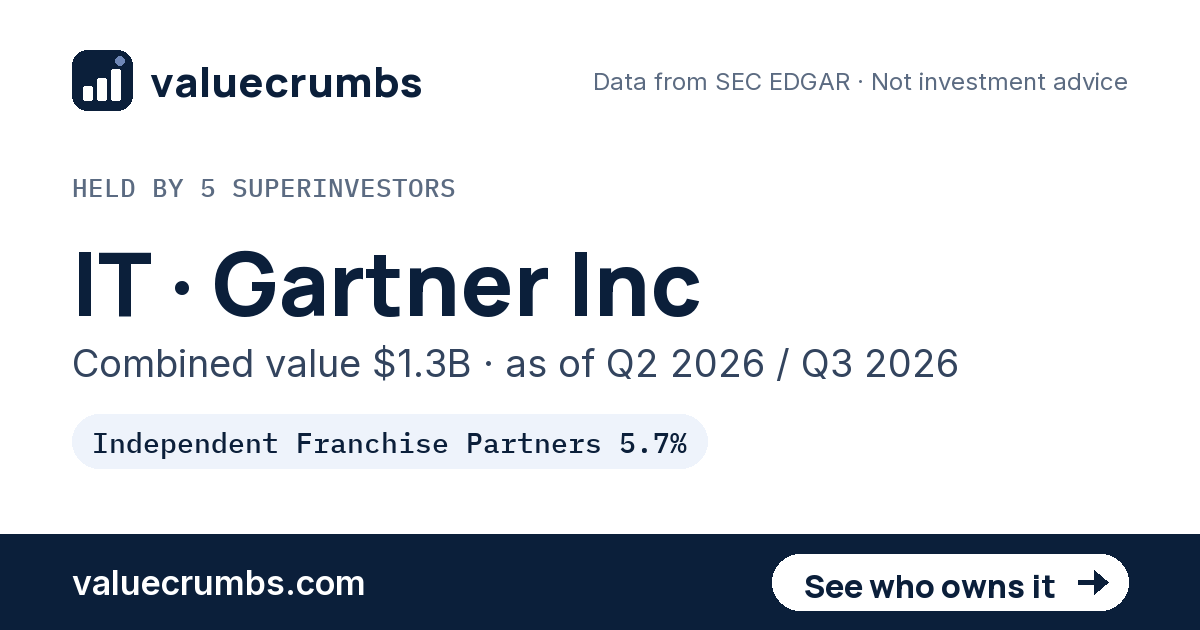 valuecrumbs
Data from SEC EDGAR · Not investment advice
HELD BY 5 SUPERINVESTORS
IT · Gartner Inc
Combined value $1.3B · as of Q2 2026 / Q3 2026
Independent Franchise Partners 5.7%
valuecrumbs.com
See who owns it →